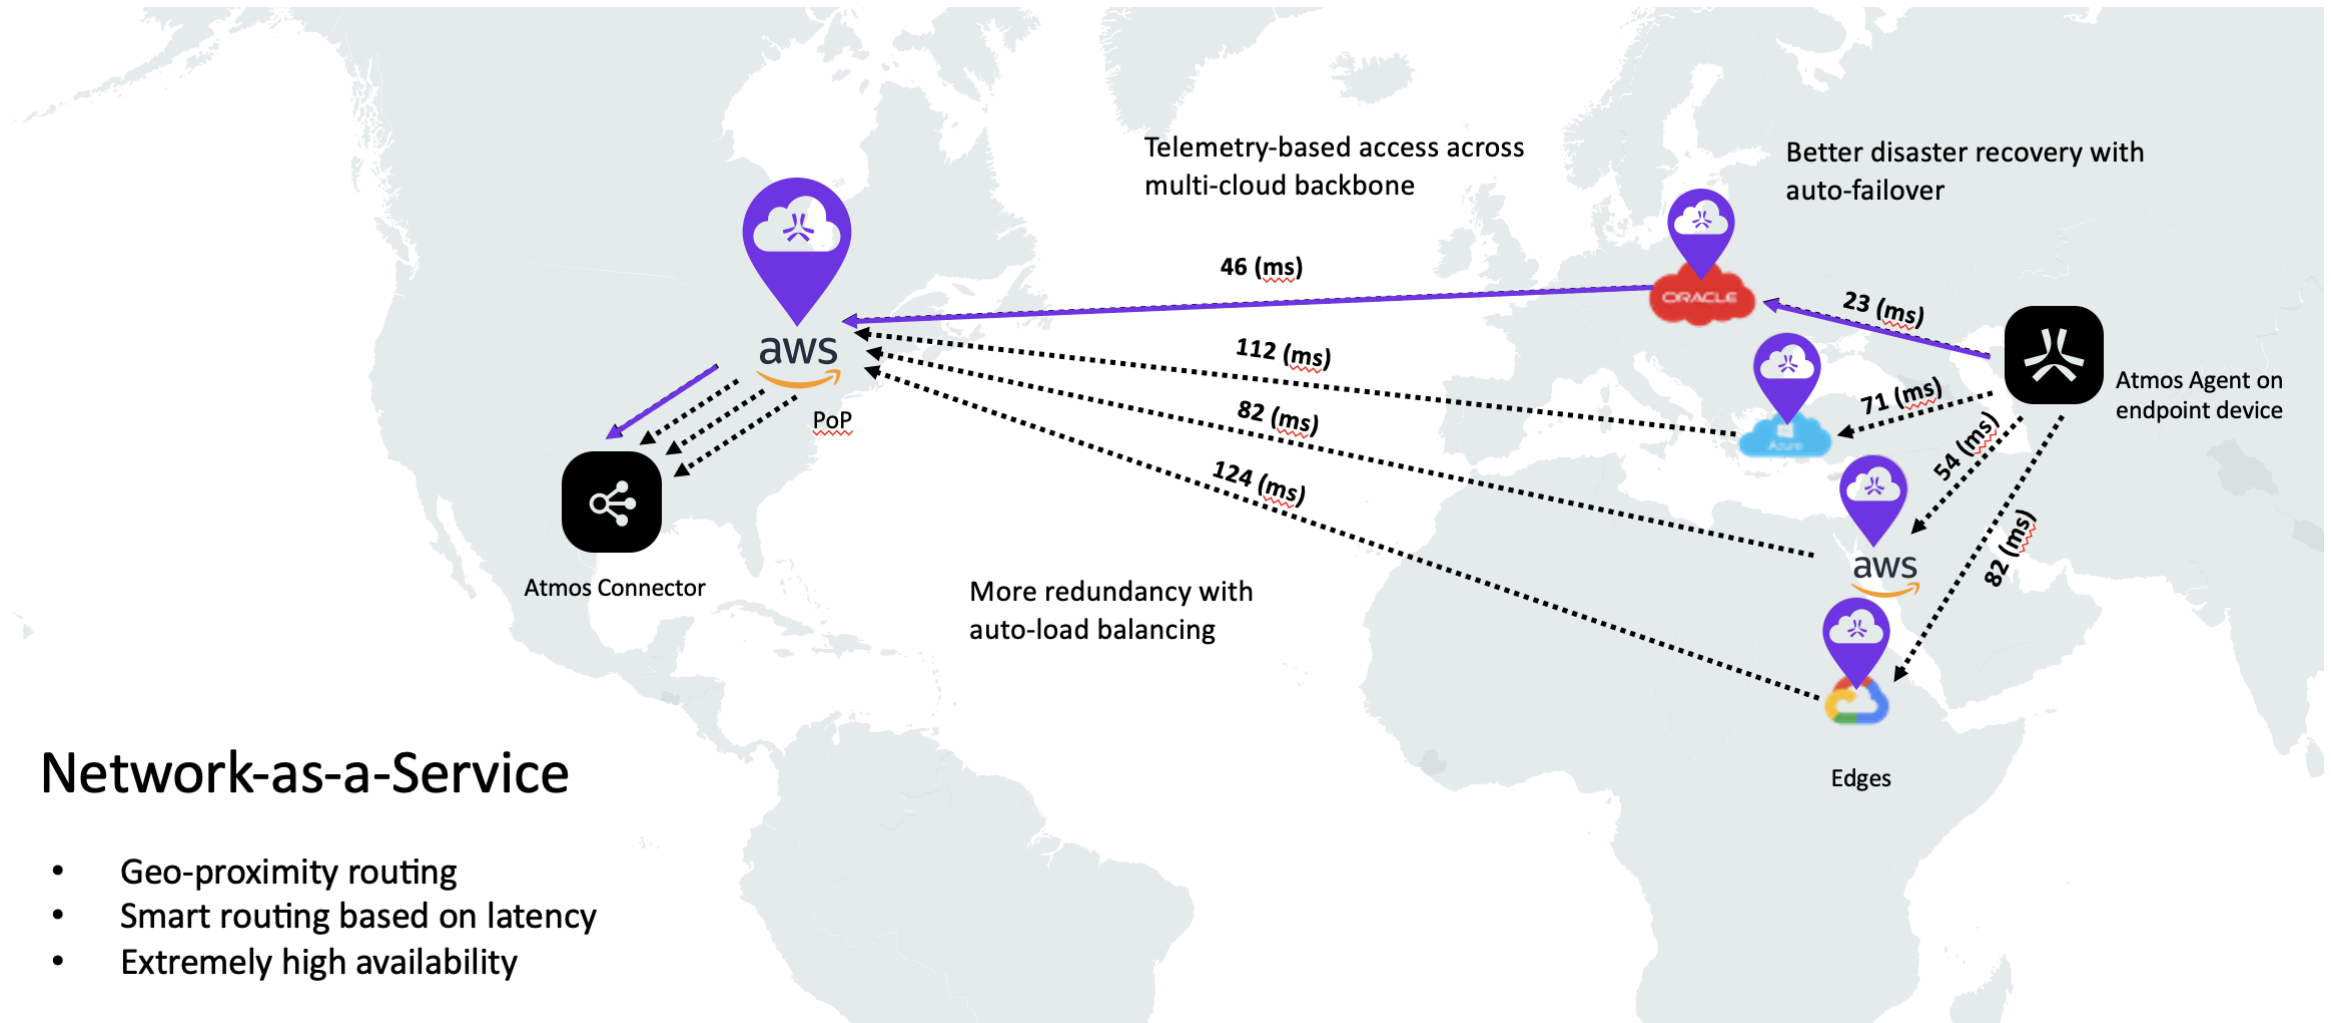 Telemetry-based access across
multi-cloud backbone
Better disaster recovery with
auto-failover
46 (ms)
ORACLE
23 (ms)
112 (ms)
aws
PoP
82 (ms)
71 (ms)
Azure
Atmos Agent on
endpoint device
124 (ms)
54 (ms)
aws
82 (ms)
Atmos Connector
More redundancy with
auto-load balancing
Edges
Network-as-a-Service
• Geo-proximity routing
• Smart routing based on latency
• Extremely high availability